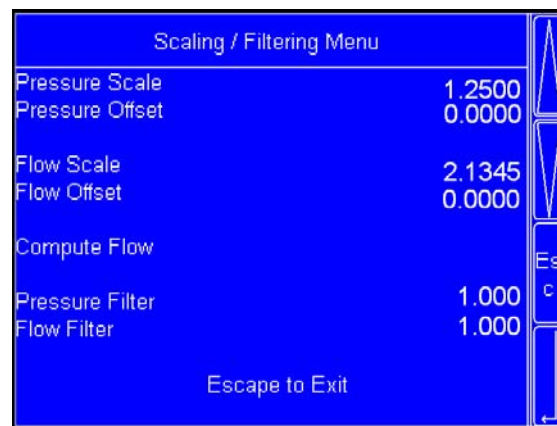 Scaling / Filtering Menu
Pressure Scale 1.2500
Pressure Offset 0.0000
Flow Scale 2.1345
Flow Offset 0.0000
Compute Flow
Pressure Filter 1.000
Flow Filter 1.000
Escape to Exit
Es
c